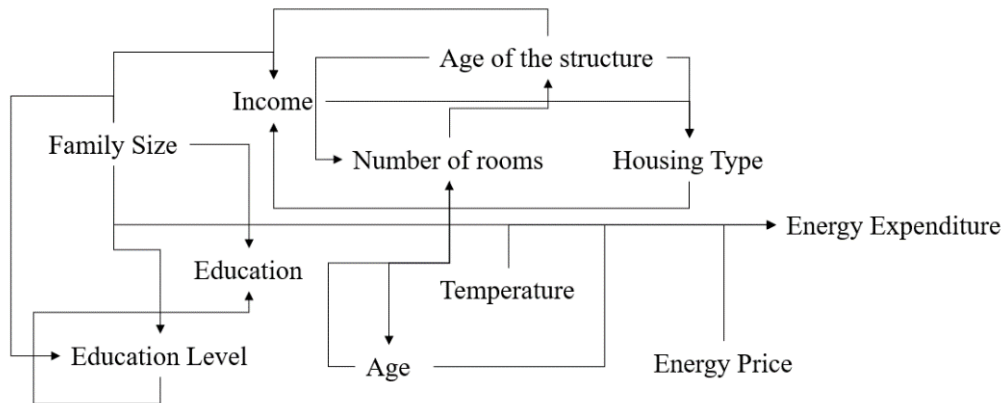 Age of the structure
Income
Family Size
Number of rooms
Housing Type
Energy Expenditure
Education
Temperature
Education Level
Age
Energy Price